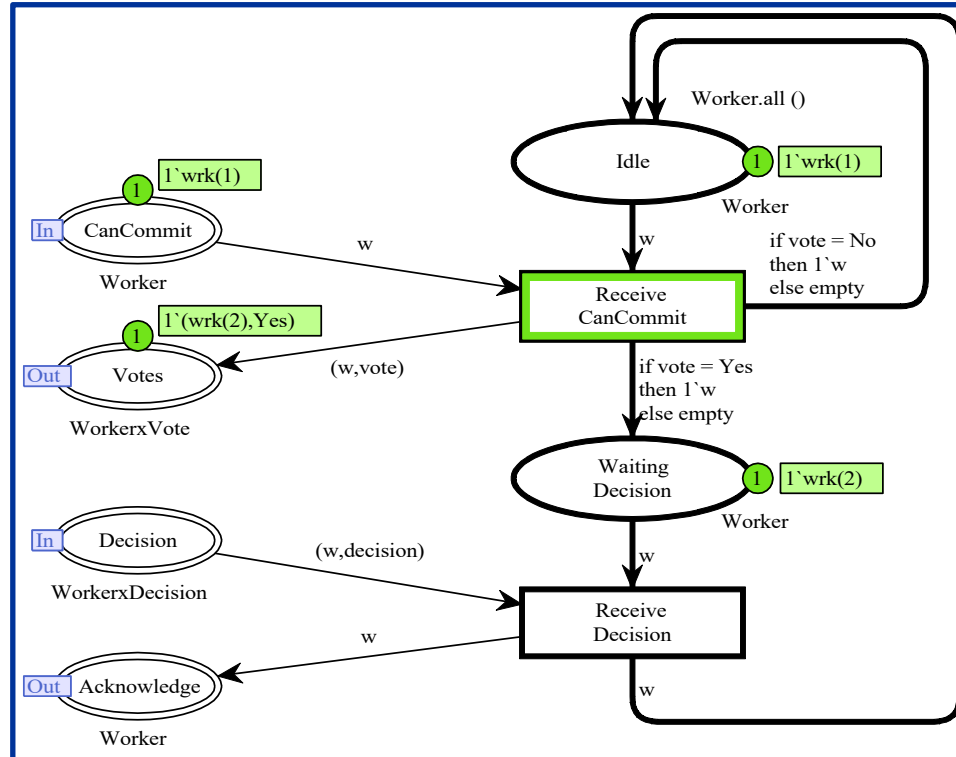 Worker.all ()
Idle
1
1`wrk(1)
Worker
1
1`wrk(1)
In
CanCommit
Worker
w
w
if vote = No
then 1`w
else empty
Receive
CanCommit
1
1`(wrk(2),Yes)
Out
Votes
WorkerxVote
(w,vote)
if vote = Yes
then 1`w
else empty
Waiting
Decision
1
1`wrk(2)
Worker
In
Decision
WorkerxDecision
(w,decision)
w
Receive
Decision
w
Out
Acknowledge
Worker
w